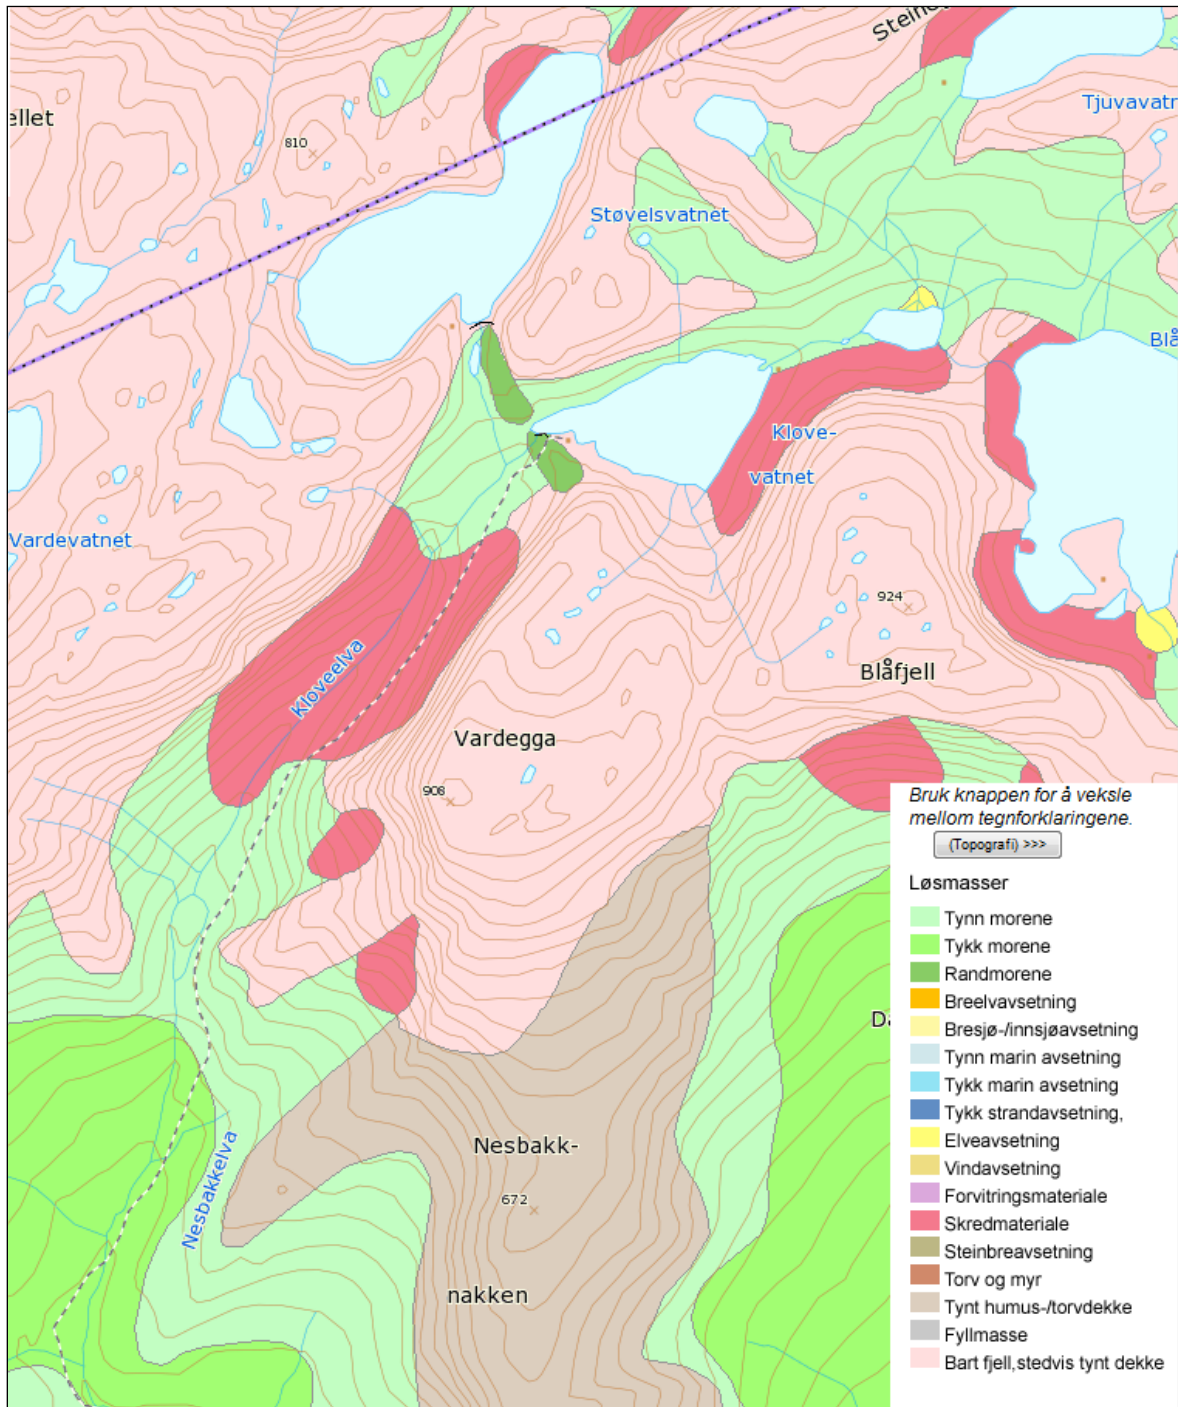 Steine
ellet
Tjuvavatr
810
Støvelsvatnet
Blå
Klove-
vatnet
Vardevatnet
924
Blåfjell
Kloveelva
Vardegga
908
Bruk knappen for å veksle
mellom tegnforklaringene.
(Topografi) >>>
Løsmasser
Tynn morene
Tykk morene
Randmorene
Breelvavsetning
Da
Bresjø-/innsjøavsetning
Tynn marin avsetning
Tykk marin avsetning
Tykk strandavsetning,
Elveavsetning
Nesbakk-
Vindavsetning
Nesbakkelva
Forvitringsmateriale
672
Skredmateriale
Steinbreavsetning
Torv og myr
nakken
Tynt humus-/torvdekke
Fyllmasse
Bart fjell,stedvis tynt dekke